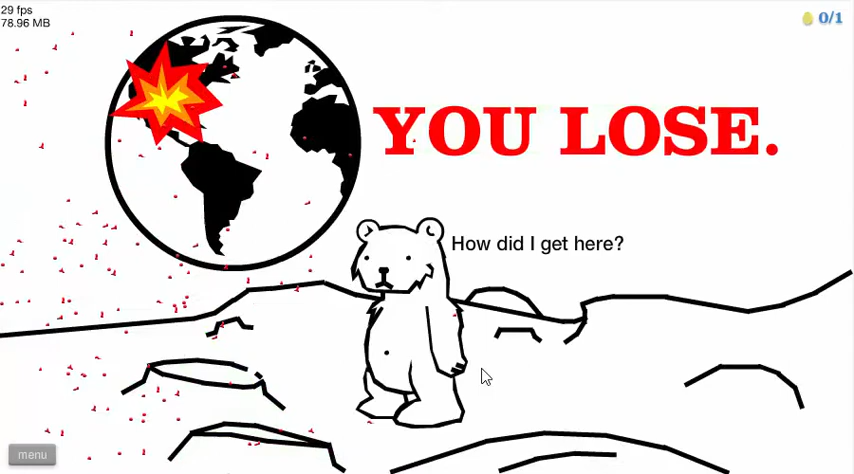 29 fps
78.96 MB
0/1
YOU LOSE.
How did I get here?
menu